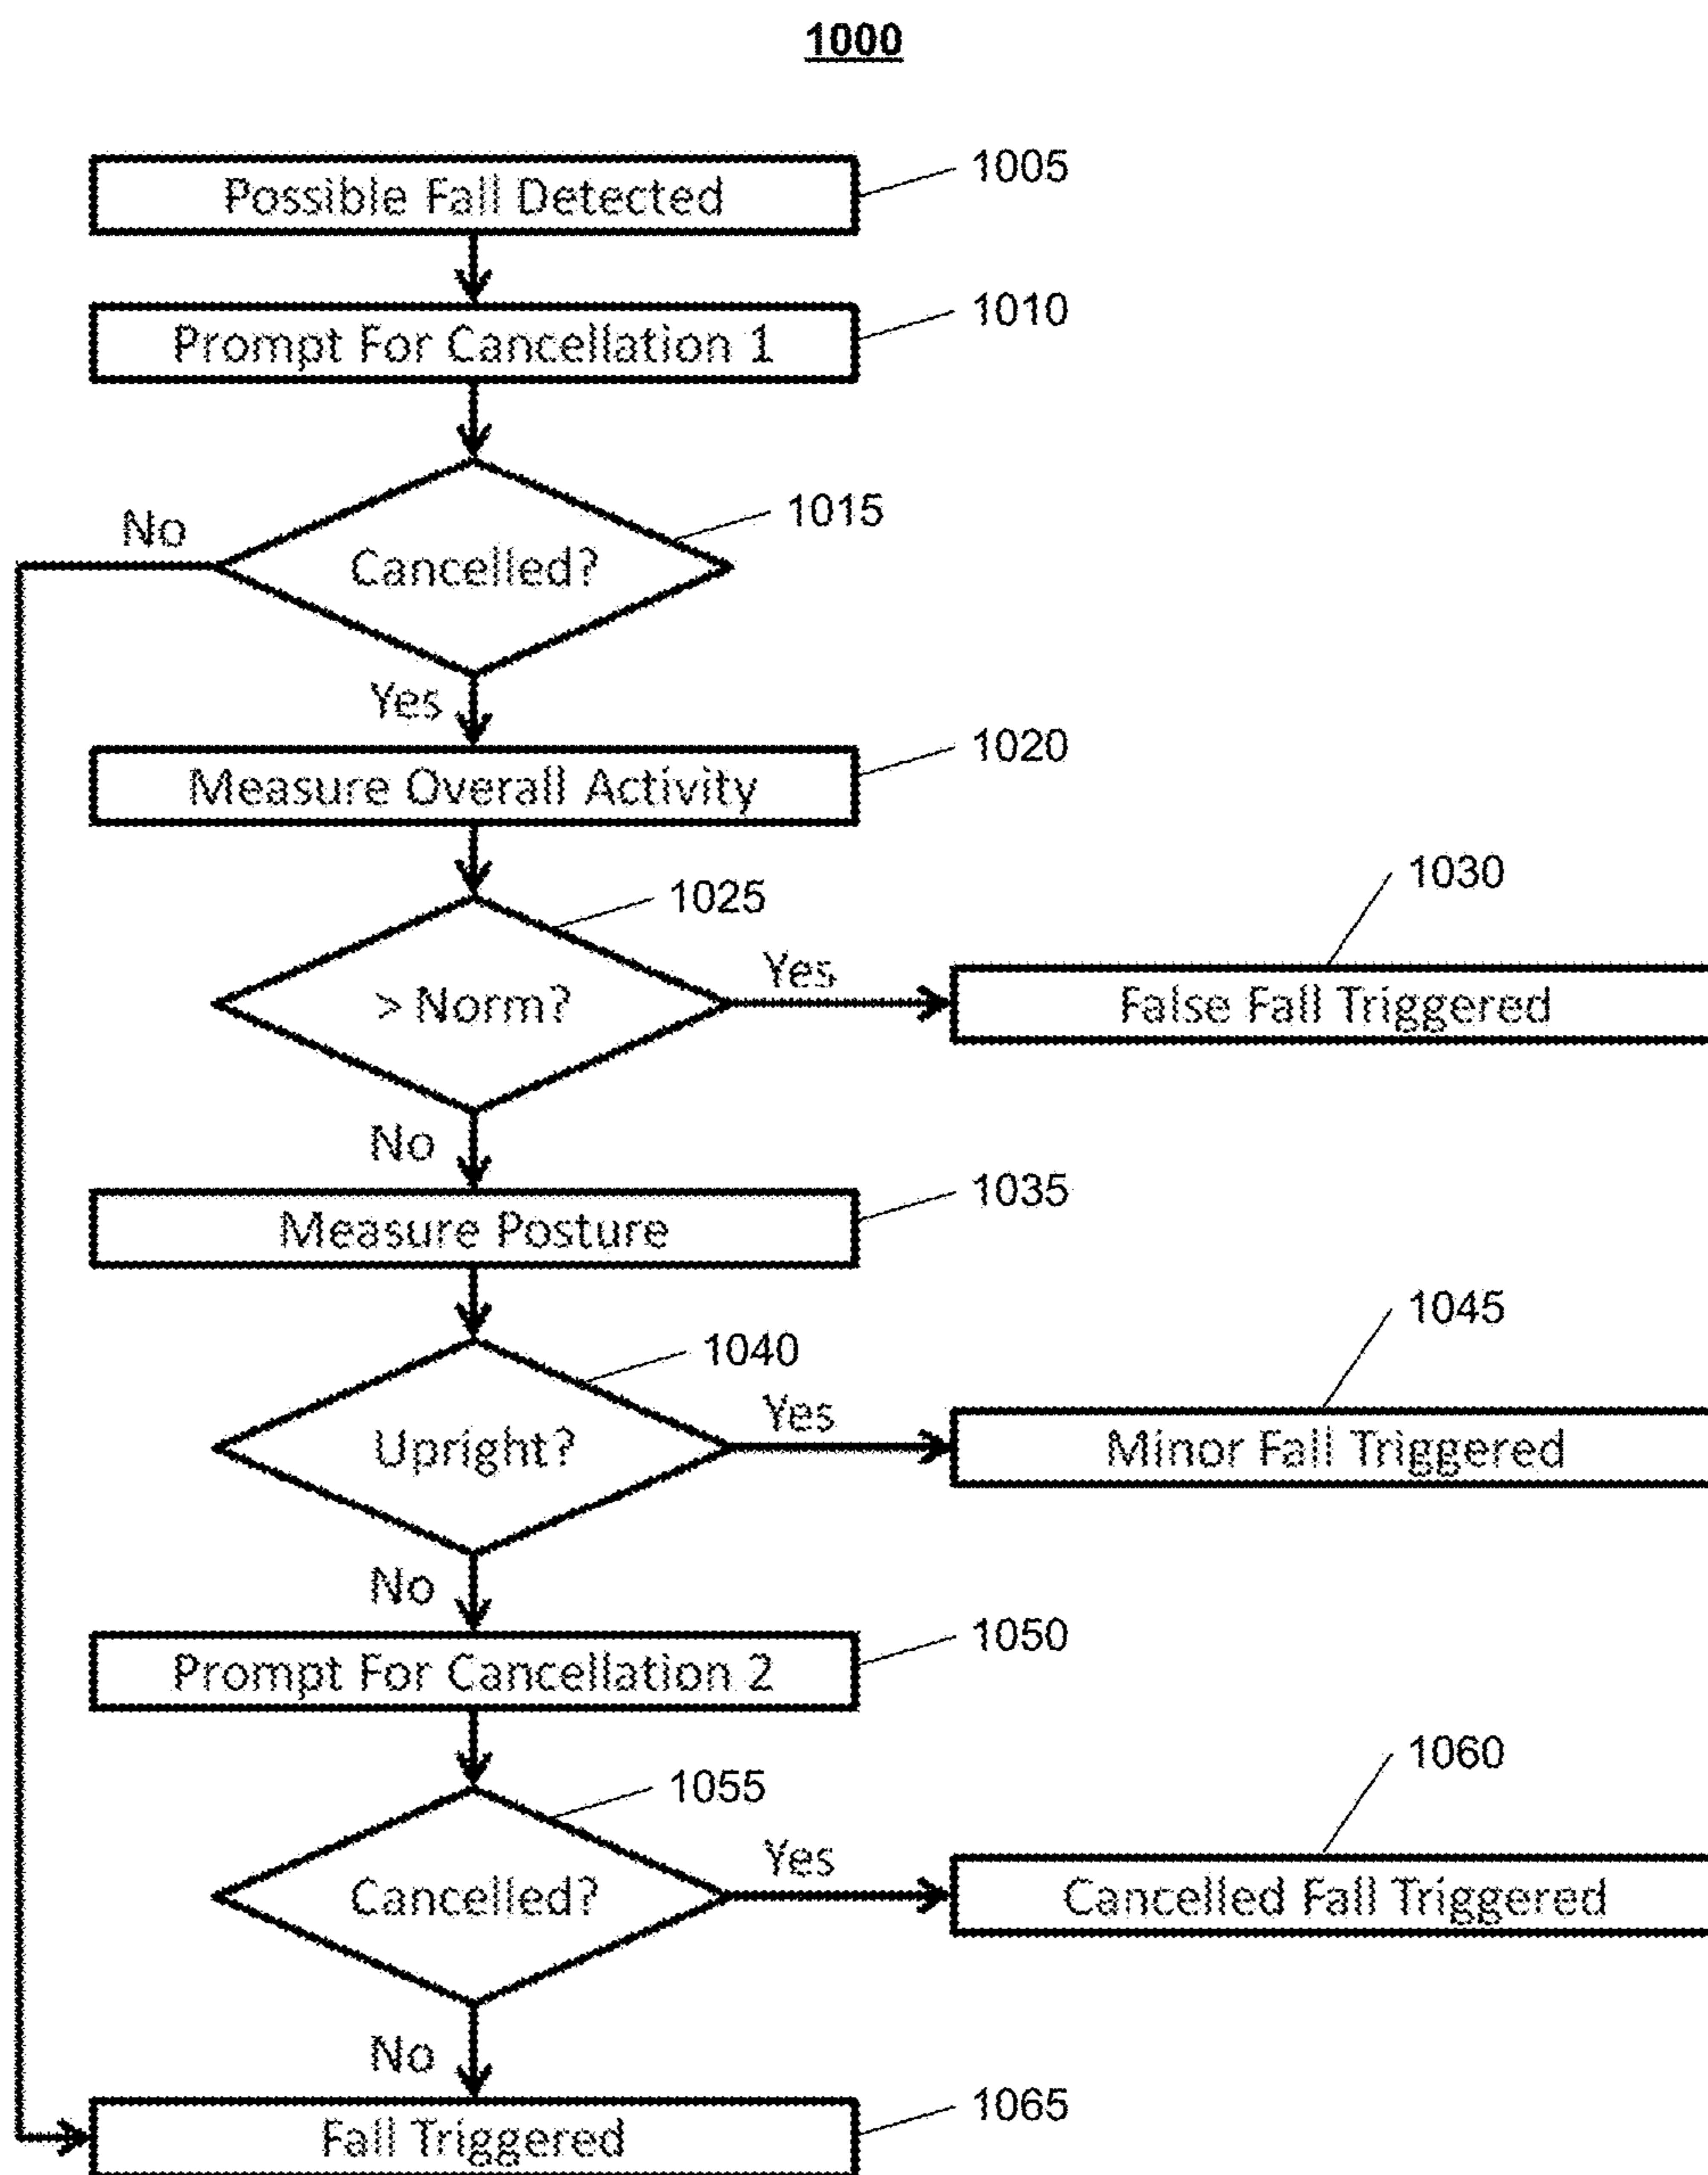 1000
Possible Fall Detected
1005
Prompt For Cancellation 1
1010
Cancelled?
1015
No
Yes
Measure Overall Activity
1020
> Norm?
1025
Yes
False Fall Triggered
1030
No
Measure Posture
1035
Upright?
1040
Yes
Minor Fall Triggered
1045
No
Prompt For Cancellation 2
1050
Cancelled?
1055
Yes
Cancelled Fall Triggered
1060
No
Fall Triggered
1065